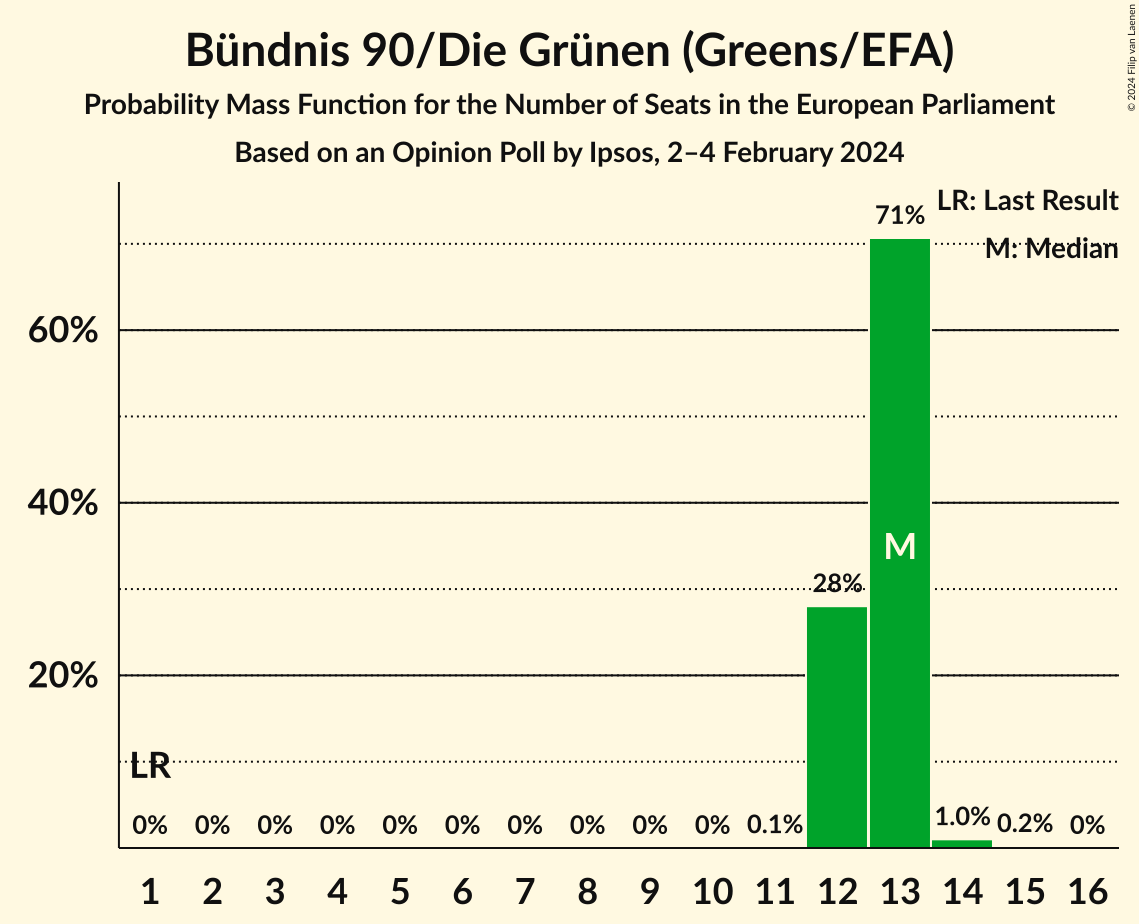 Bündnis 90/Die Grünen (Greens/EFA)
Probability Mass Function for the Number of Seats in the European Parliament
Based on an Opinion Poll by Ipsos, 2–4 February 2024
© 2024 Filip van Laenen
LR: Last Result
M: Median
71%
60%
40%
M
28%
20%
LR
0% 0% 0% 0% 0% 0% 0% 0% 0% 0% 0.1% 1.0% 0.2% 0%
1 2 3 4 5 6 7 8 9 10 11 12 13 14 15 16